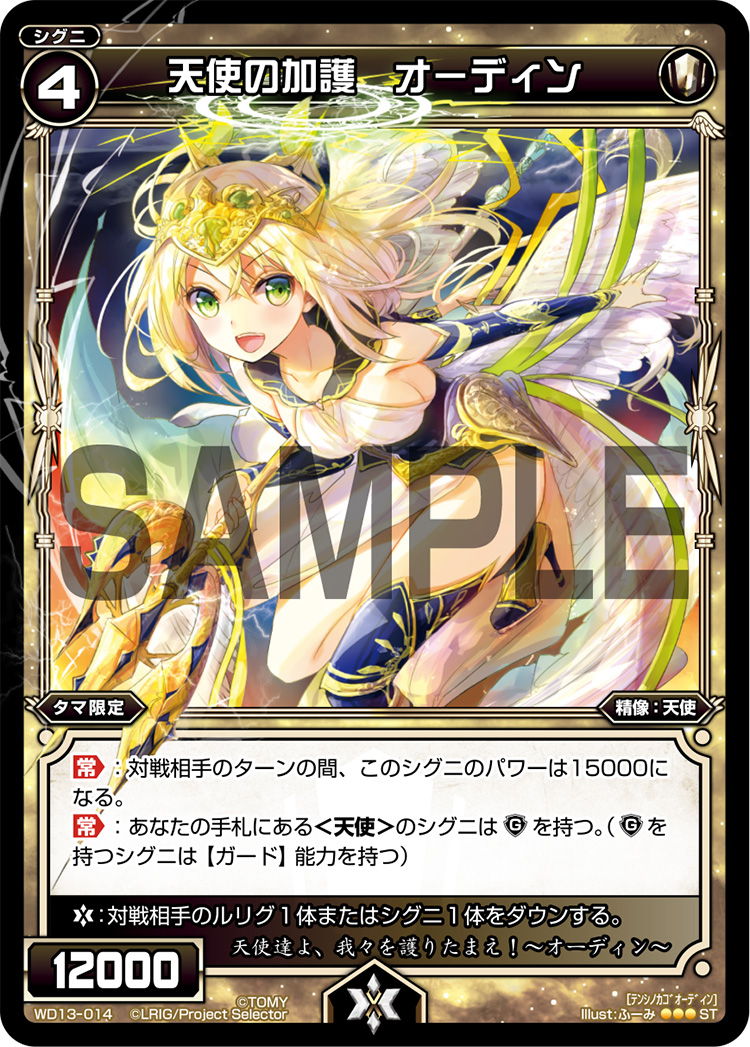 シグニ
4
天使の加護　オーディン
SAMPLE
タマ限定
精像：天使
常：対戦相手のターンの間、このシグニのパワーは15000に
なる。
常：あなたの手札にある＜天使＞のシグニは G を持つ。（ G を
持つシグニは【ガード】能力を持つ）
：対戦相手のルリグ１体またはシグニ１体をダウンする。
天使達よ、我々を護りたまえ！～オーディン～
12000
WD13-014 ©LRIG/Project Selector
©TOMY
[ﾃﾝｼﾉｶｺﾞｵｰﾃﾞｨﾝ]
Illust:ふーみ ST